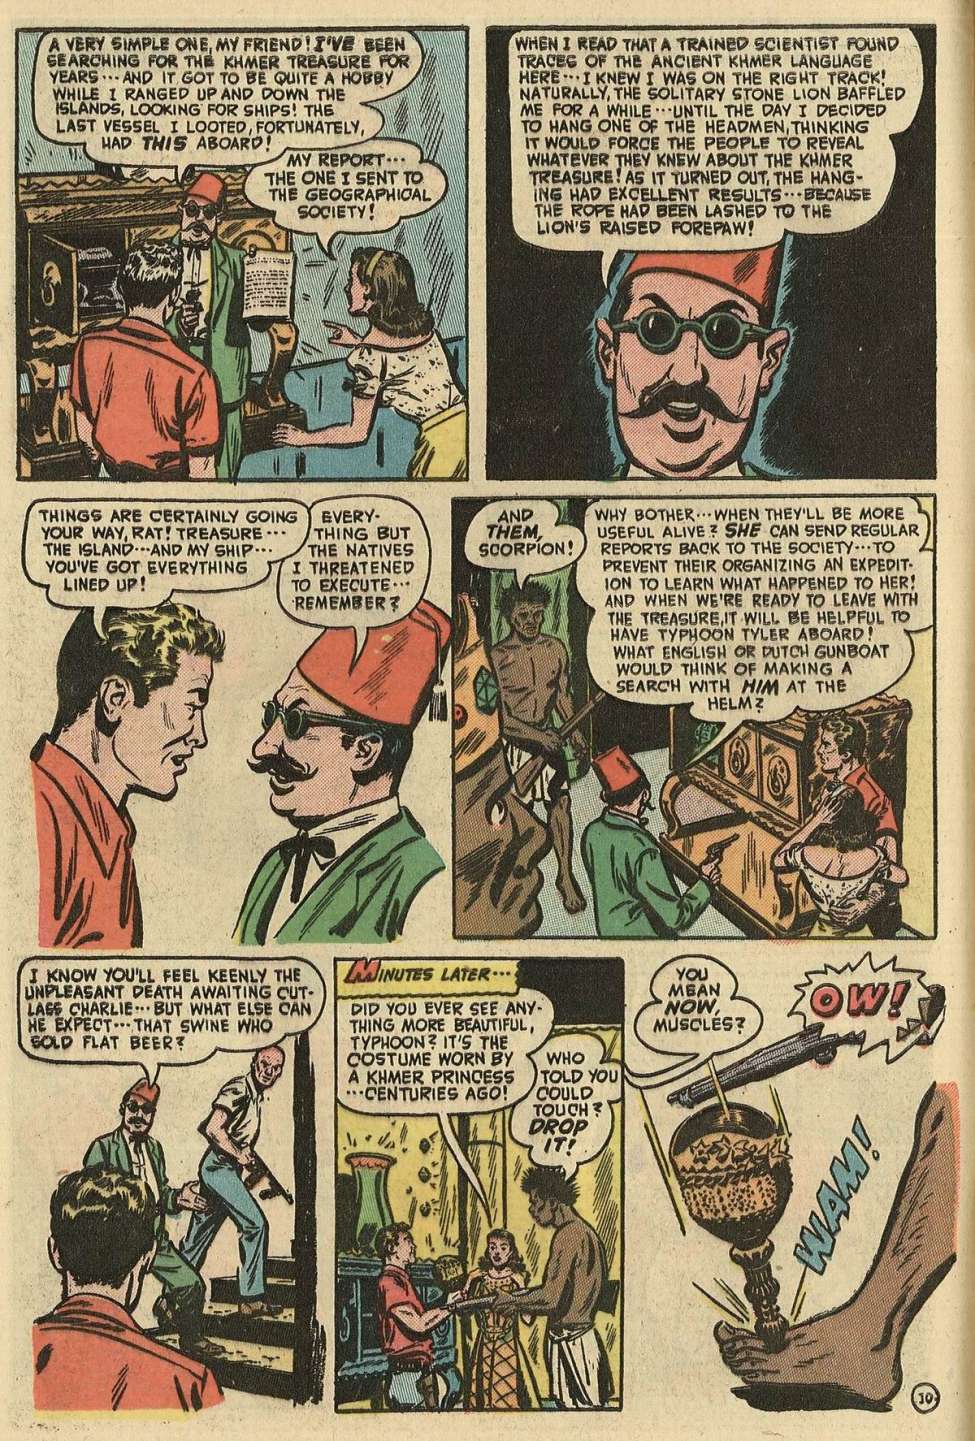 A VERY SIMPLE ONE, MY FRIEND! I'VE BEEN
SEARCHING FOR THE KHMER TREASURE FOR
YEARS---AND IT GOT TO BE QUITE A HOBBY
WHILE I RANGED UP AND DOWN THE
ISLANDS, LOOKING FOR SHIPS! THE
LAST VESSEL I LOOTED, FORTUNATELY,
HAD THIS ABOARD!
MY REPORT---
THE ONE I SENT TO
THE GEOGRAPHICAL
SOCIETY!
WHEN I READ THAT A TRAINED SCIENTIST FOUND
TRACES OF THE ANCIENT KHMER LANGUAGE
HERE---I KNEW I WAS ON THE RIGHT TRACK!
NATURALLY, THE SOLITARY STONE LION BAFFLED
ME FOR A WHILE---UNTIL THE DAY I DECIDED
TO HANG ONE OF THE HEADMEN, THINKING
IT WOULD FORCE THE PEOPLE TO REVEAL
WHATEVER THEY KNEW ABOUT THE KHMER
TREASURE! AS IT TURNED OUT, THE HANG-
ING HAD EXCELLENT RESULTS---BECAUSE
THE ROPE HAD BEEN LASHED TO THE
LION'S RAISED FOREPAW!
THINGS ARE CERTAINLY GOING
YOUR WAY, RAT! TREASURE---
THE ISLAND---AND MY SHIP---
YOU'VE GOT EVERYTHING
LINED UP!
EVERY-
THING BUT
THE NATIVES
I THREATENED
TO EXECUTE---
REMEMBER?
AND
THEM,
SCORPION!
WHY BOTHER---WHEN THEY'LL BE MORE
USEFUL ALIVE? SHE CAN SEND REGULAR
REPORTS BACK TO THE SOCIETY---TO
PREVENT THEIR ORGANIZING AN EXPEDIT-
ION TO LEARN WHAT HAPPENED TO HER!
AND WHEN WE'RE READY TO LEAVE WITH
THE TREASURE, IT WILL BE HELPFUL TO
HAVE TYPHOON TYLER ABOARD!
WHAT ENGLISH OR DUTCH GUNBOAT
WOULD THINK OF MAKING A
SEARCH WITH HIM AT THE
HELM?
I KNOW YOU'LL FEEL KEENLY THE
UNPLEASANT DEATH AWAITING CUT-
LASS CHARLIE---BUT WHAT ELSE CAN
HE EXPECT---THAT SWINE WHO
SOLD FLAT BEER?
MINUTES LATER---
DID YOU EVER SEE ANY-
THING MORE BEAUTIFUL,
TYPHOON? IT'S THE
COSTUME WORN BY
A KHMER PRINCESS
---CENTURIES AGO!
WHO
TOLD YOU
COULD
TOUCH?
DROP
IT!
YOU
MEAN
NOW,
MUSCLES?
OW!
WAM!
10